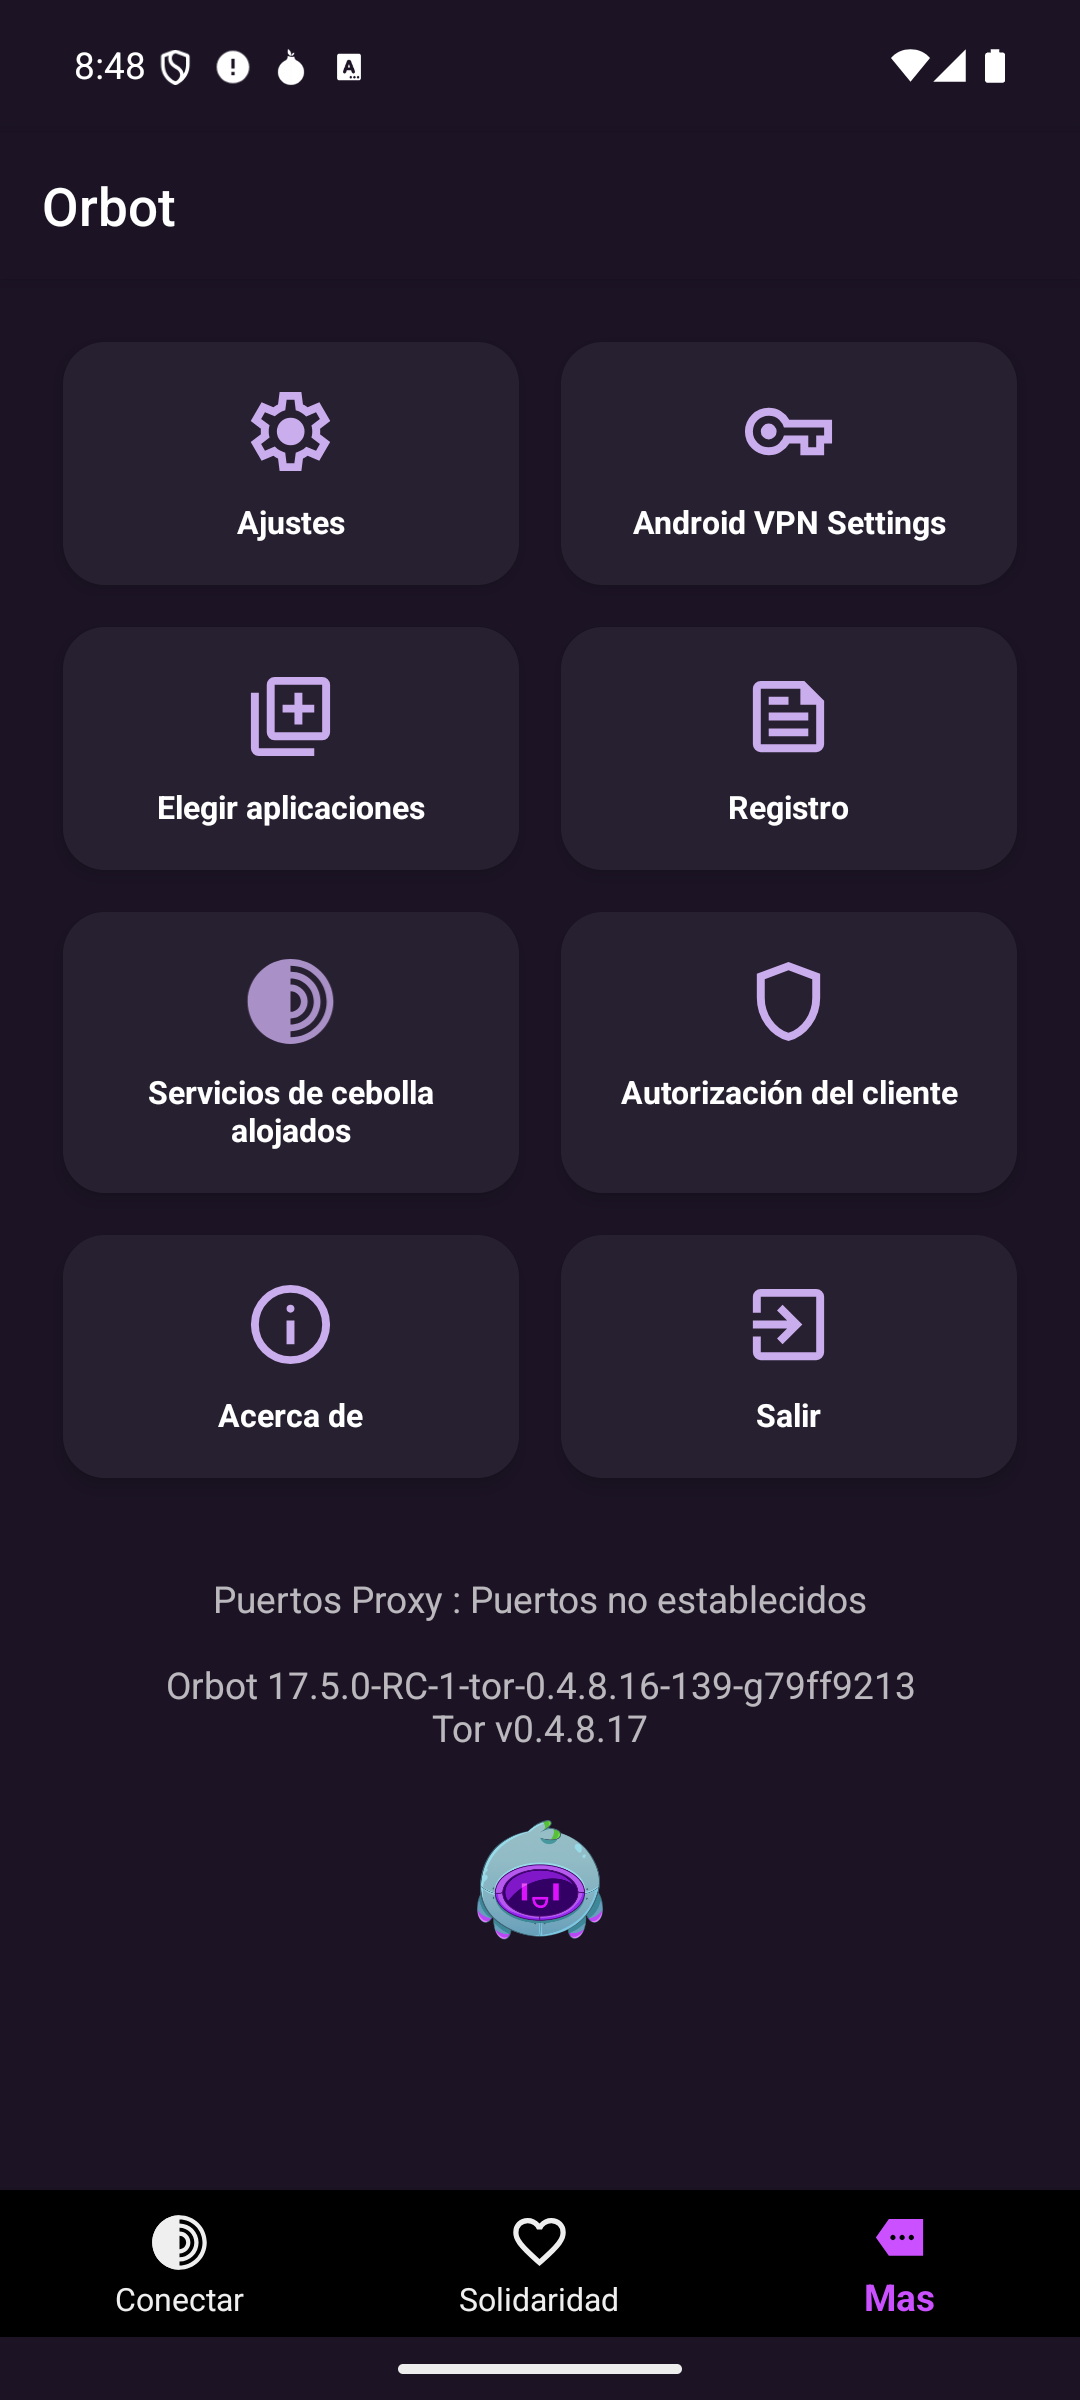 8:48
Orbot
Ajustes
Android VPN Settings
Elegir aplicaciones
Registro
Servicios de cebolla
alojados
Autorización del cliente
Acerca de
Salir
Puertos Proxy : Puertos no establecidos
Orbot 17.5.0-RC-1-tor-0.4.8.16-139-g79ff9213
Tor v0.4.8.17
Conectar
Solidaridad
Mas